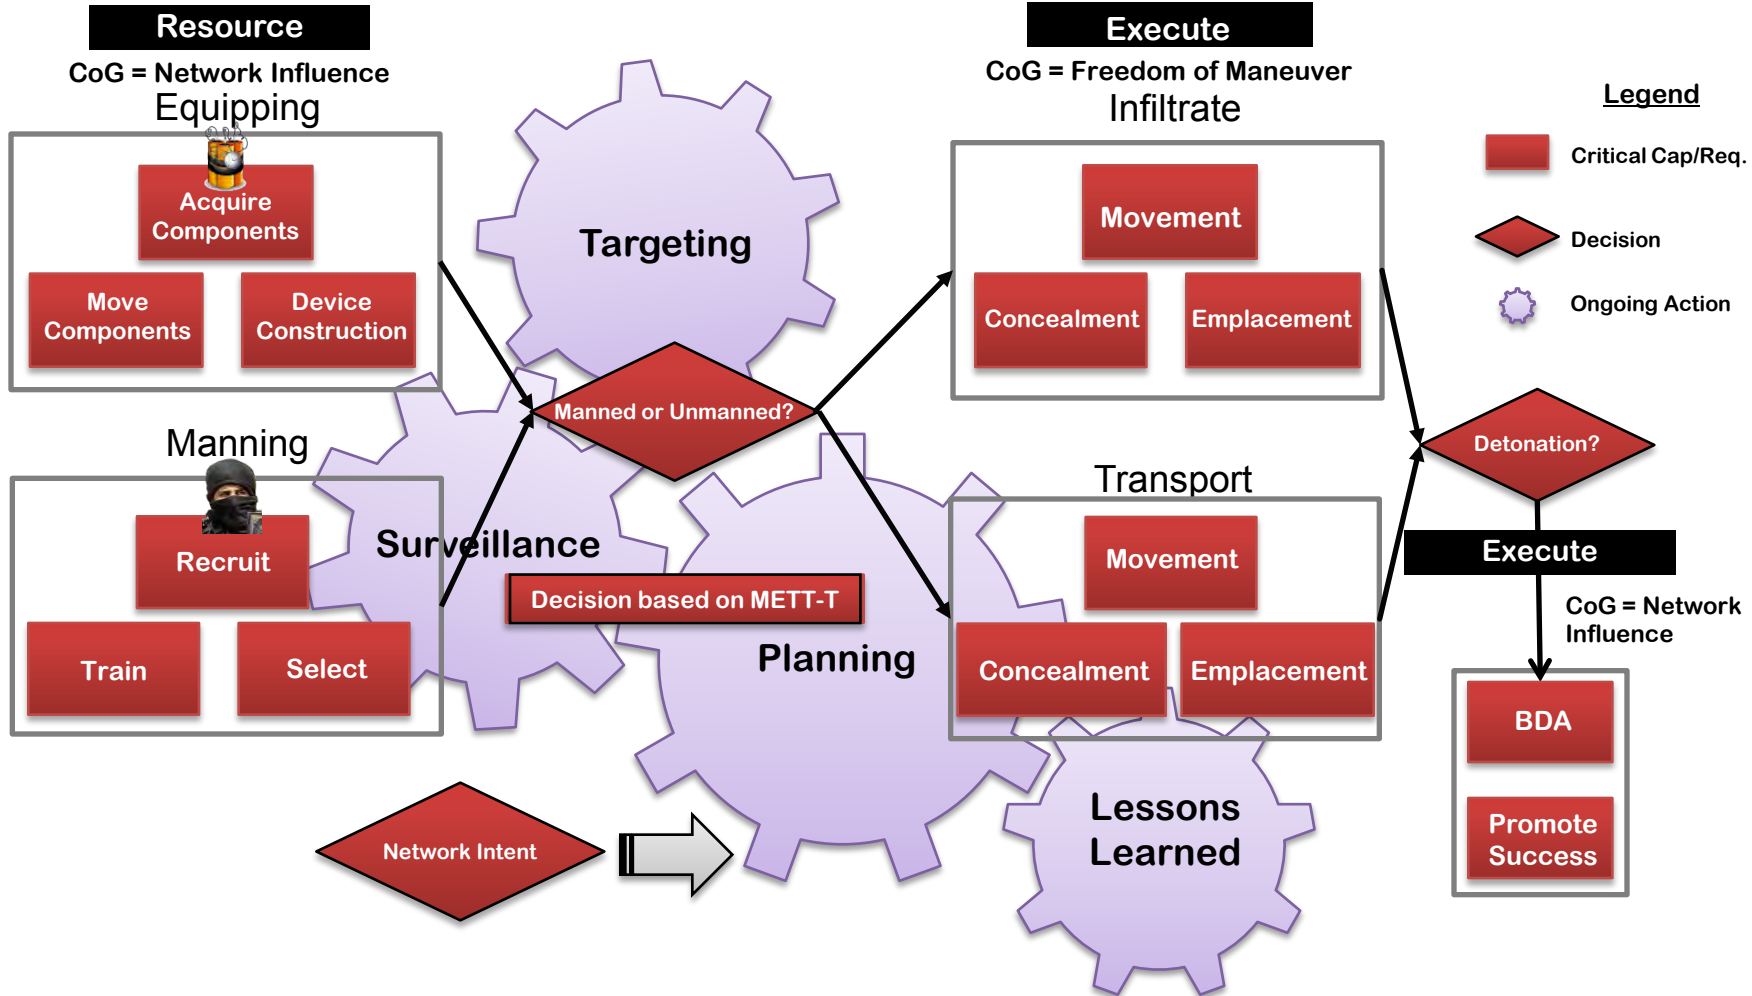 Resource
CoG = Network Influence
Equipping
Acquire
Components
Move
Components
Device
Construction
Manning
Recruit
Train
Select
Targeting
Surveillance
Manned or Unmanned?
Decision based on METT-T
Planning
Network Intent
Lessons
Learned
Execute
CoG = Freedom of Maneuver
Infiltrate
Movement
Concealment
Emplacement
Transport
Movement
Concealment
Emplacement
Legend
Critical Cap/Req.
Decision
Ongoing Action
Detonation?
Execute
CoG = Network
Influence
BDA
Promote
Success